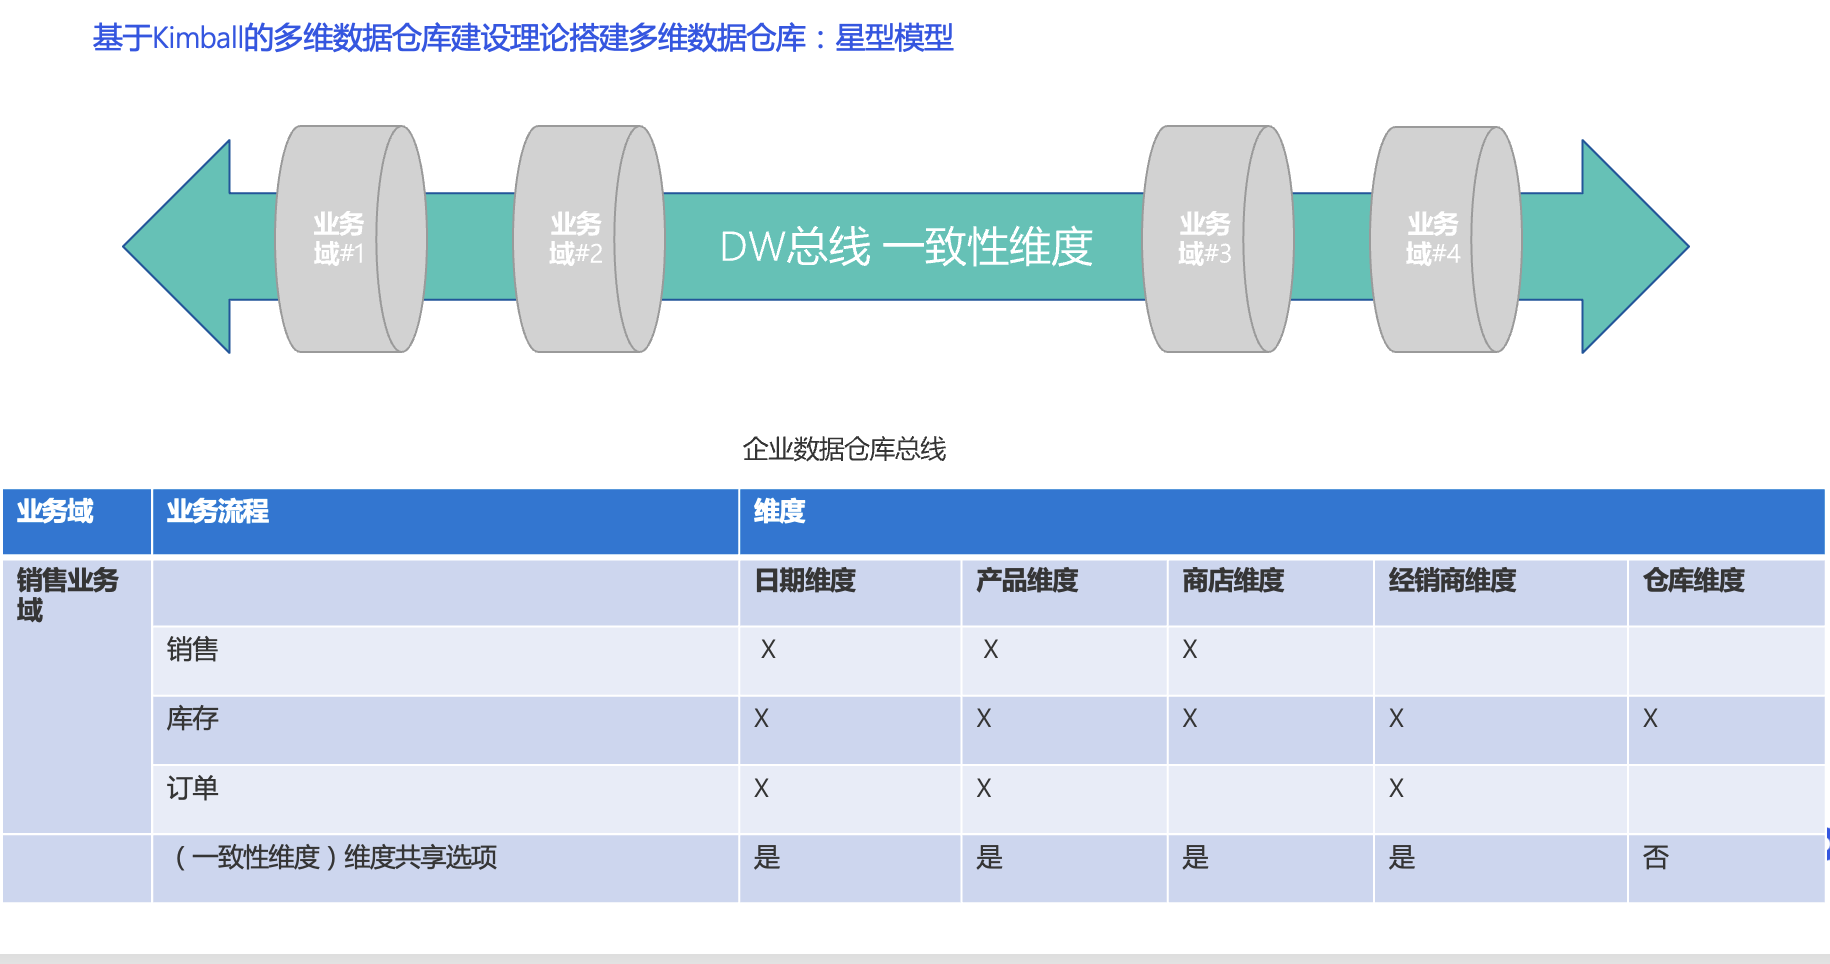 基于Kimball的多维数据仓库建设理论搭建多维数据仓库：星型模型
业务
域#1
业务
域#2
DW总线 一致性维度
业务
域#3
业务
域#4
企业数据仓库总线
业务域 业务流程 维度
销售业务
域
日期维度 产品维度 商店维度 经销商维度 仓库维度
销售 X X X
库存 X X X X X
订单 X X X
（一致性维度）维度共享选项 是 是 是 是 否